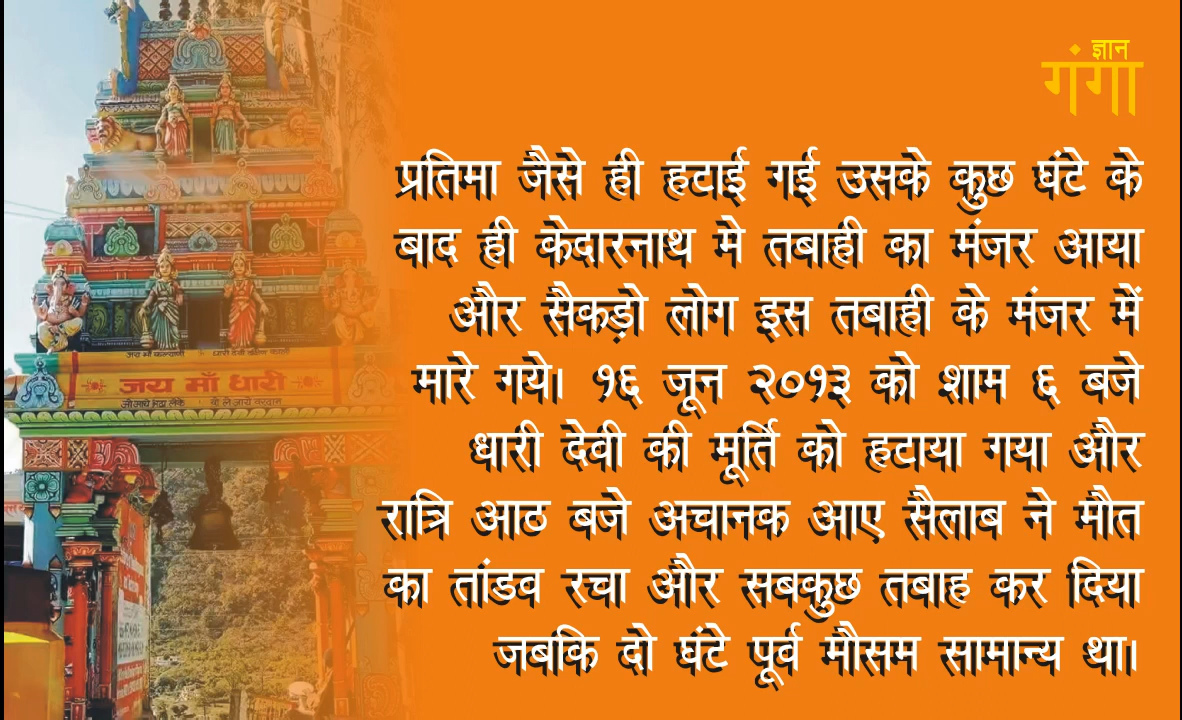 ज्ञान
गंगा
प्रतिमा जैसे ही हटाई गई उसके कुछ घंटे के
बाद ही केदारनाथ मे तबाही का मंजर आया
और सैकड़ो लोग इस तबाही के मंजर में
मारे गये। १६ जून २०१३ को शाम ६ बजे
धारी देवी की मूर्ति को हटाया गया और
रात्रि आठ बजे अचानक आए सैलाब ने मौत
का तांडव रचा और सबकुछ तबाह कर दिया
जबकि दो घंटे पूर्व मौसम सामान्य था।
जय माँ धारी